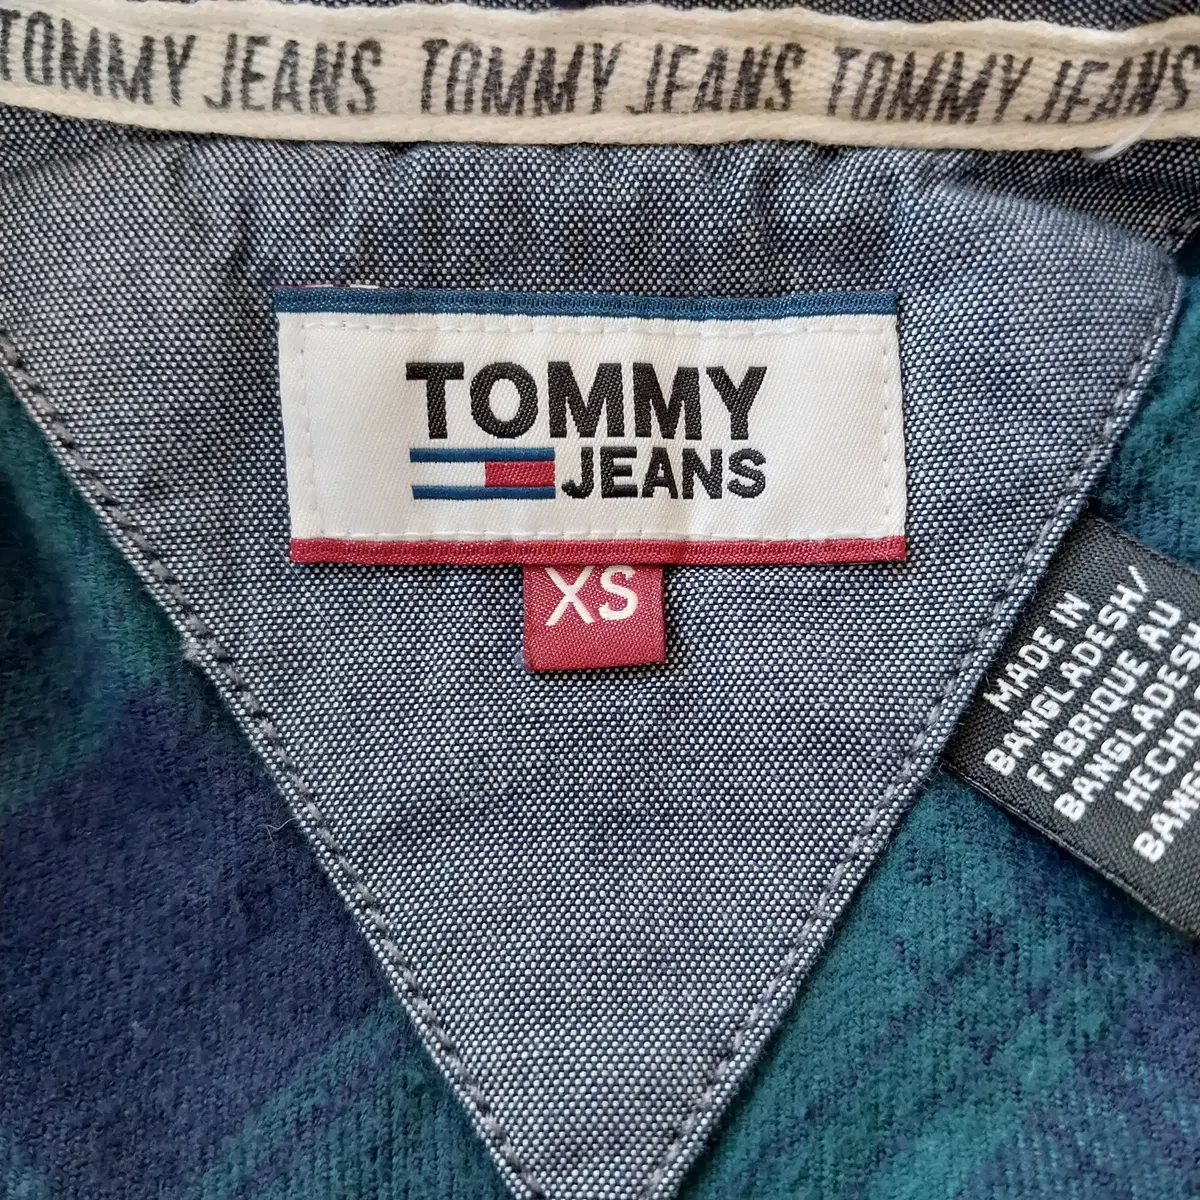 TOMMY JEANS TOMMY JEANS TOMMY JEANS
TOMMY
JEANS
XS
MADE IN
BANGLADESH/
FABRIQUE AU
BANGLADESH
HECHO